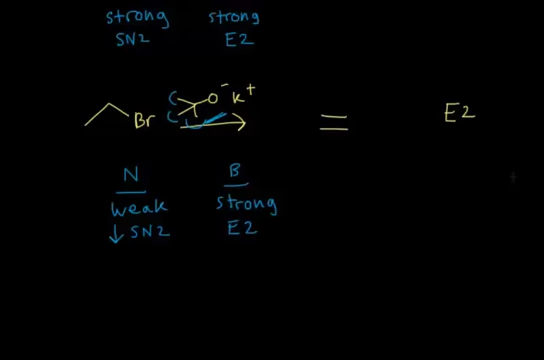 strong strong
SN2 E2
Br C C O⁻ K⁺ = E2
N B
weak strong
↓ SN2 E2